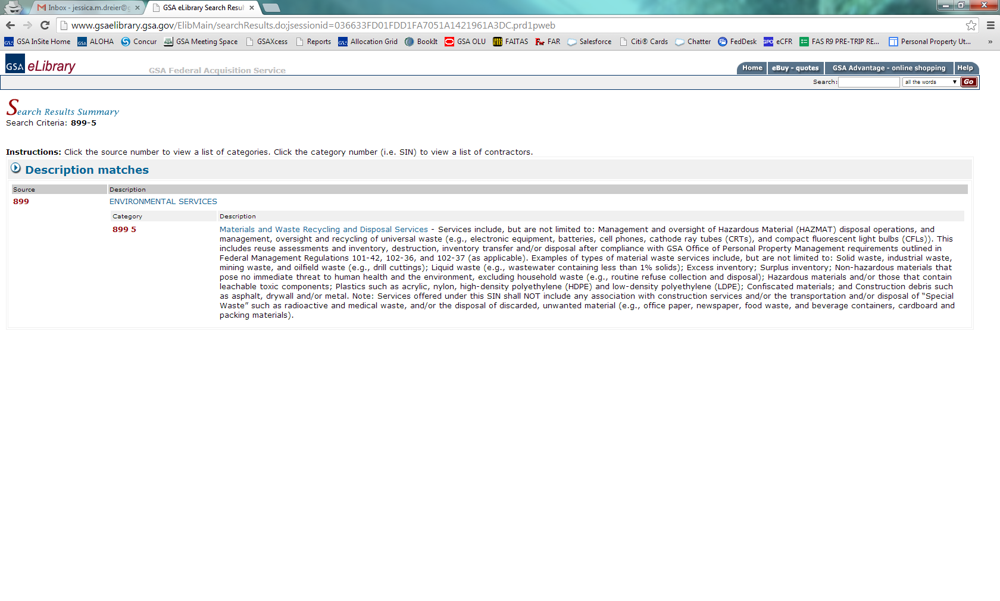 Inbox - jessica.m.dreier@g
GSA eLibrary Search Resul
www.gsaelibrary.gsa.gov/ElibMain/searchResults.do;jsessionid=036633FD01FDD1FA7051A1421961A3DC.prd1pweb
GSA GSA InSite Home GSA ALOHA Concur GSA Meeting Space GSAXcess Reports GSA Allocation Grid BookIt GSA OLU FAITAS FAR Salesforce Citi® Cards Chatter FedDesk GPO eCFR FAS R9 PRE-TRIP RE... Personal Property Ut... »
GSA eLibrary
GSA Federal Acquisition Service
Home eBuy - quotes GSA Advantage - online shopping Help
Search: all the words Go
Search Results Summary
Search Criteria: 899-5
Instructions: Click the source number to view a list of categories. Click the category number (i.e. SIN) to view a list of contractors.
Description matches
Source Description
899 ENVIRONMENTAL SERVICES
Category Description
899 5 Materials and Waste Recycling and Disposal Services - Services include, but are not limited to: Management and oversight of Hazardous Material (HAZMAT) disposal operations, and
management, oversight and recycling of universal waste (e.g., electronic equipment, batteries, cell phones, cathode ray tubes (CRTs), and compact fluorescent light bulbs (CFLs)). This
includes reuse assessments and inventory, destruction, inventory transfer and/or disposal after compliance with GSA Office of Personal Property Management requirements outlined in
Federal Management Regulations 101-42, 102-36, and 102-37 (as applicable). Examples of types of material waste services include, but are not limited to: Solid waste, industrial waste,
mining waste, and oilfield waste (e.g., drill cuttings); Liquid waste (e.g., wastewater containing less than 1% solids); Excess inventory; Surplus inventory; Non-hazardous materials that
pose no immediate threat to human health and the environment, excluding household waste (e.g., routine refuse collection and disposal); Hazardous materials and/or those that contain
leachable toxic components; Plastics such as acrylic, nylon, high-density polyethylene (HDPE) and low-density polyethylene (LDPE); Confiscated materials; and Construction debris such
as asphalt, drywall and/or metal. Note: Services offered under this SIN shall NOT include any association with construction services and/or the transportation and/or disposal of “Special
Waste” such as radioactive and medical waste, and/or the disposal of discarded, unwanted material (e.g., office paper, newspaper, food waste, and beverage containers, cardboard and
packing materials).